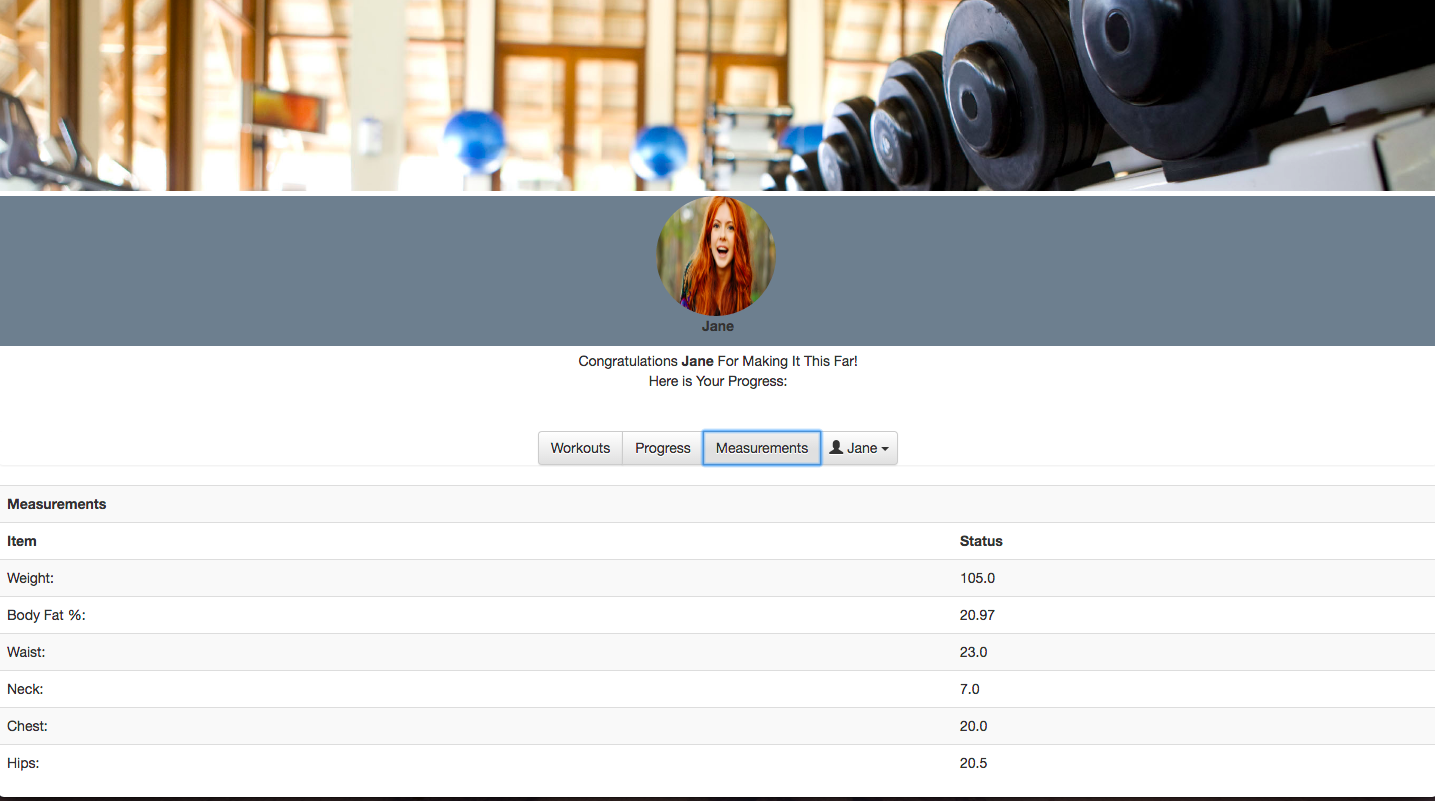 Jane
Congratulations Jane For Making It This Far!
Here is Your Progress:
Workouts Progress Measurements Jane
Measurements
Item Status
Weight: 105.0
Body Fat %: 20.97
Waist: 23.0
Neck: 7.0
Chest: 20.0
Hips: 20.5